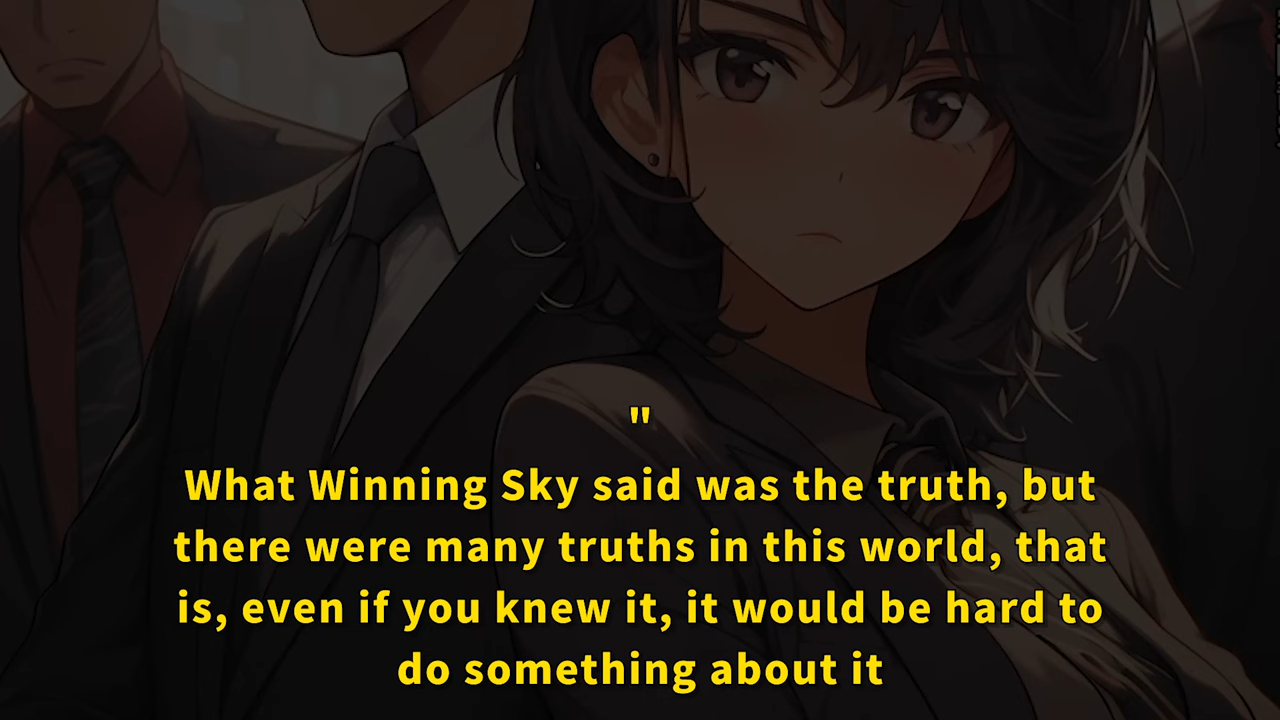 "
What Winning Sky said was the truth, but
there were many truths in this world, that
is, even if you knew it, it would be hard to
do something about it